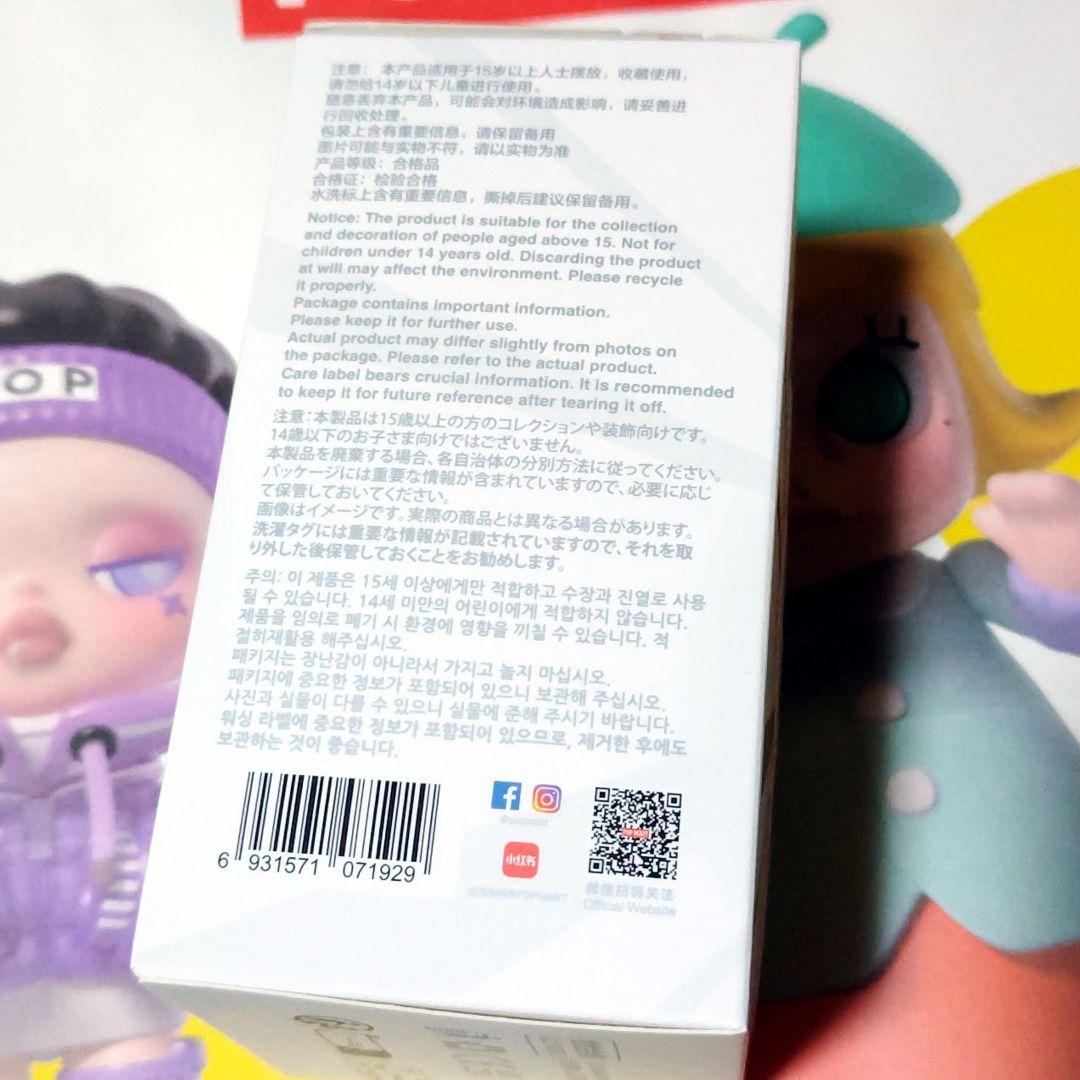 OP
注意： 本产品适用于15岁以上人士摆放，收藏使用，
请勿给14岁以下儿童进行使用。
随意丢弃本产品，可能会对环境造成影响，请妥善进
行回收处理。
包装上含有重要信息，请保留备用
图片可能与实物不符，请以实物为准
产品等级：合格品
合格证：检验合格
水洗标上含有重要信息，撕掉后建议保留备用。
Notice: The product is suitable for the collection
and decoration of people aged above 15. Not for
children under 14 years old. Discarding the product
at will may affect the environment. Please recycle
it properly.
Package contains important information.
Please keep it for further use.
Actual product may differ slightly from photos on
the package. Please refer to the actual product.
Care label bears crucial information. It is recommended
to keep it for future reference after tearing it off.
注意：本製品は15歳以上の方のコレクションや装飾向けです。
14歳以下のお子さま向けではございません。
本製品を廃棄する場合、各自治体の分別方法に従ってください。
パッケージには重要な情報が含まれていますので、必要に応じ
て保管しておいてください。
画像はイメージです。実際の商品とは異なる場合があります。
洗濯タグには重要な情報が記載されていますので、それを取
り外した後保管しておくことをお勧めします。
주의: 이 제품은 15세 이상에게만 적합하고 수장과 진열로 사용
될 수 있습니다. 14세 미만의 어린이에게 적합하지 않습니다.
제품을 임의로 폐기 시 환경에 영향을 끼칠 수 있습니다. 적
절히재활용 해주십시오.
패키지는 장난감이 아니라서 가지고 놀지 마십시오.
패키지에 중요한 정보가 포함되어 있으니 보관해 주십시오.
사진과 실물이 다를 수 있으니 실물에 준해 주시기 바랍니다.
워싱 라벨에 중요한 정보가 포함되어 있으므로, 제거한 후에도
보관하는 것이 좋습니다.
6 931571 071929
@popmart
小红书
POP MART
微信扫码关注
Official Website